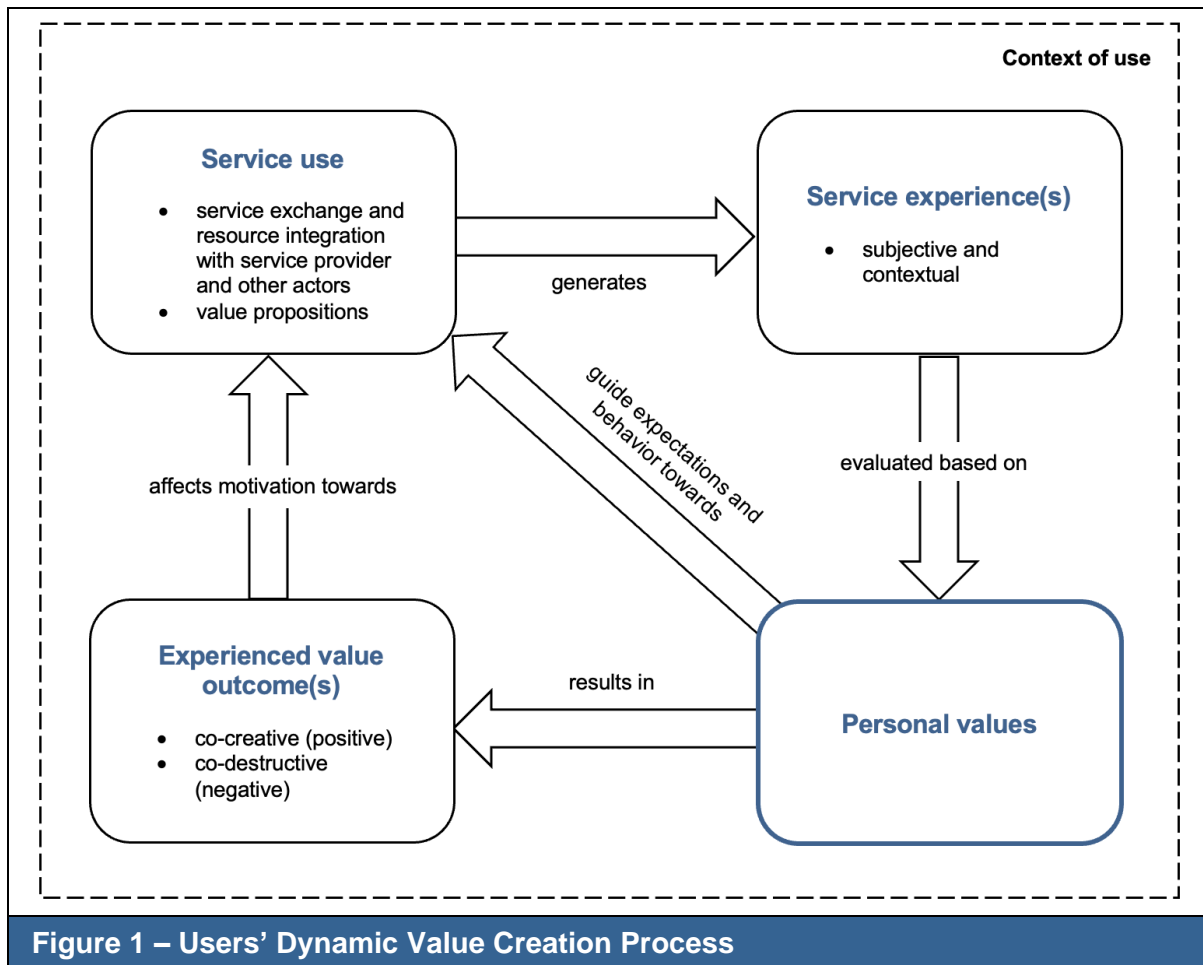 Context of use
Service use
• service exchange and
resource integration
with service provider
and other actors
• value propositions
generates
Service experience(s)
• subjective and
contextual
guide expectations and
behavior towards
affects motivation towards
evaluated based on
Experienced value
outcome(s)
• co-creative (positive)
• co-destructive
(negative)
results in
Personal values
Figure 1 – Users’ Dynamic Value Creation Process